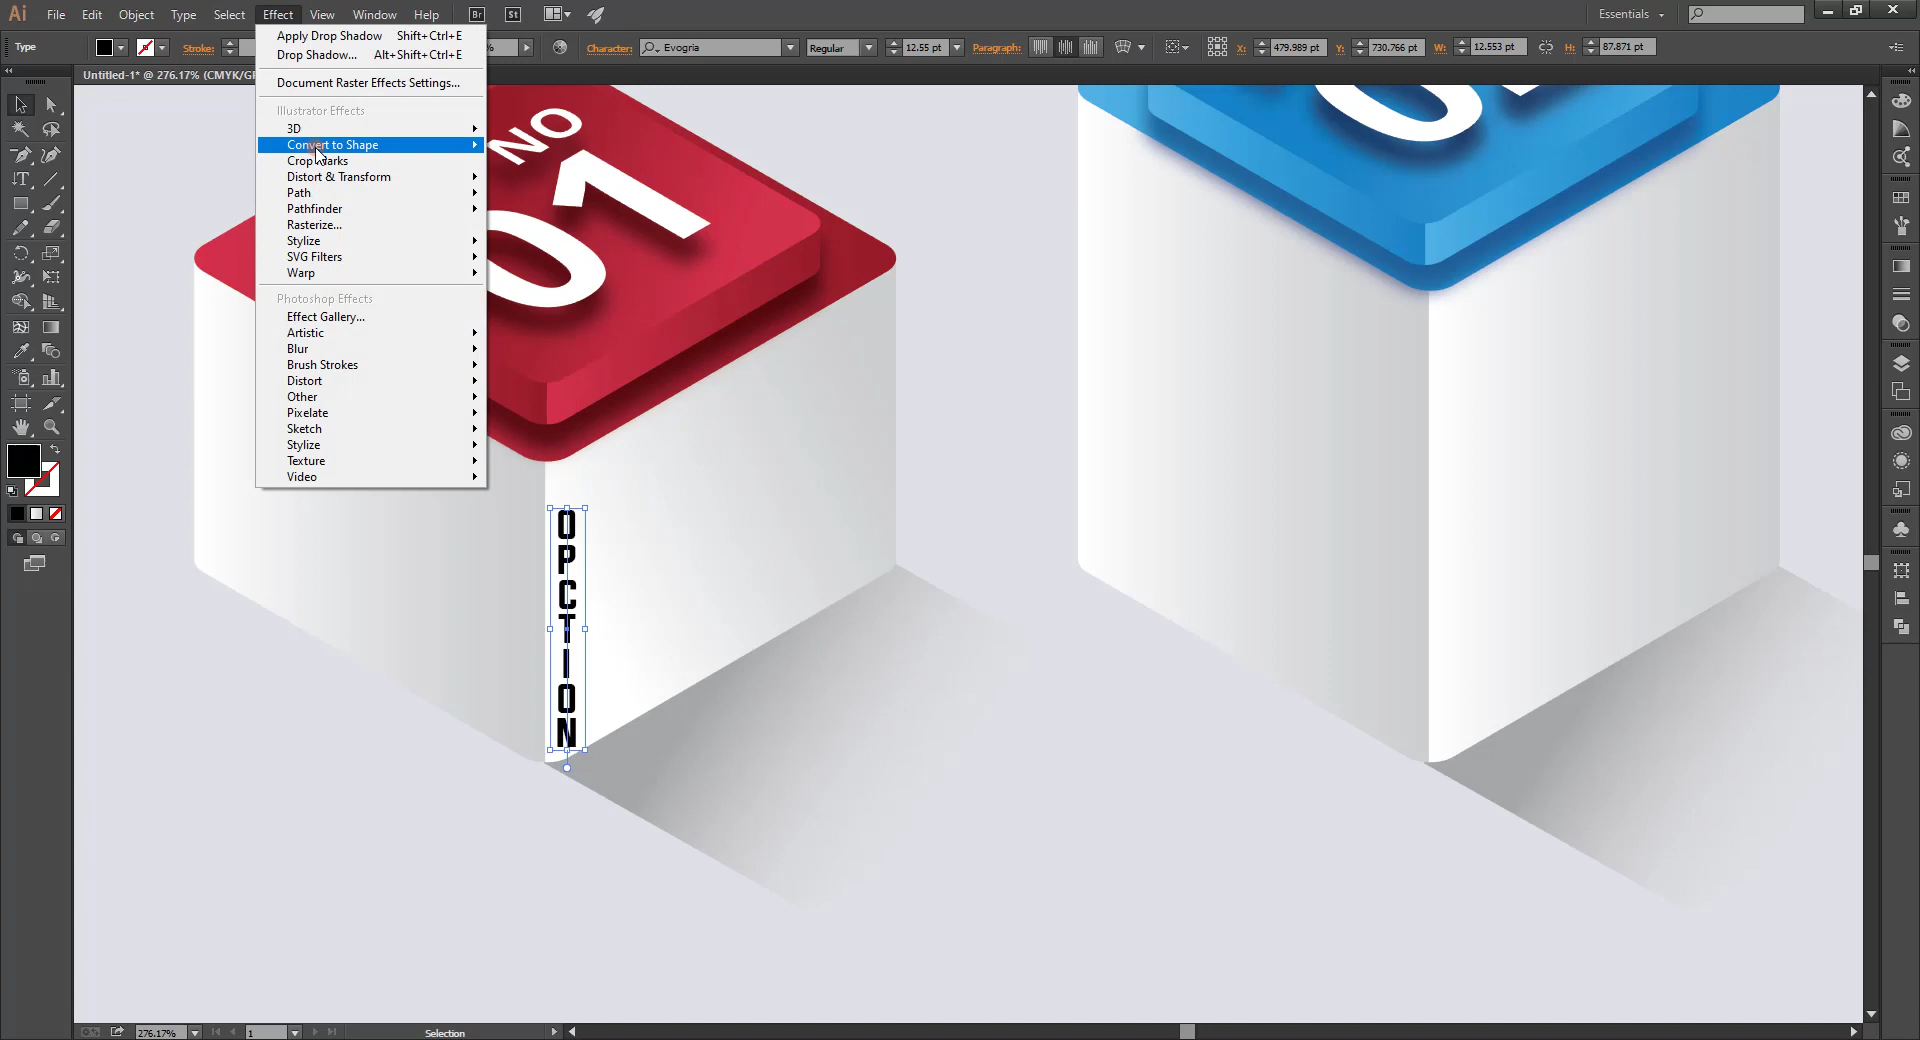 Ai File Edit Object Type Select Effect View Window Help Br St Essentials
Type Stroke: % Character: Evogria Regular 12.55 pt Paragraph: X: 479.989 pt Y: 730.766 pt W: 12.553 pt H: 87.871 pt
Untitled-1* @ 276.17% (CMYK/GP
Apply Drop Shadow Shift+Ctrl+E
Drop Shadow... Alt+Shift+Ctrl+E
Document Raster Effects Settings...
Illustrator Effects
3D
Convert to Shape
Crop Marks
Distort & Transform
Path
Pathfinder
Rasterize...
Stylize
SVG Filters
Warp
Photoshop Effects
Effect Gallery...
Artistic
Blur
Brush Strokes
Distort
Other
Pixelate
Sketch
Stylize
Texture
Video
NO
01
OPCTION
276.17% 1 Selection